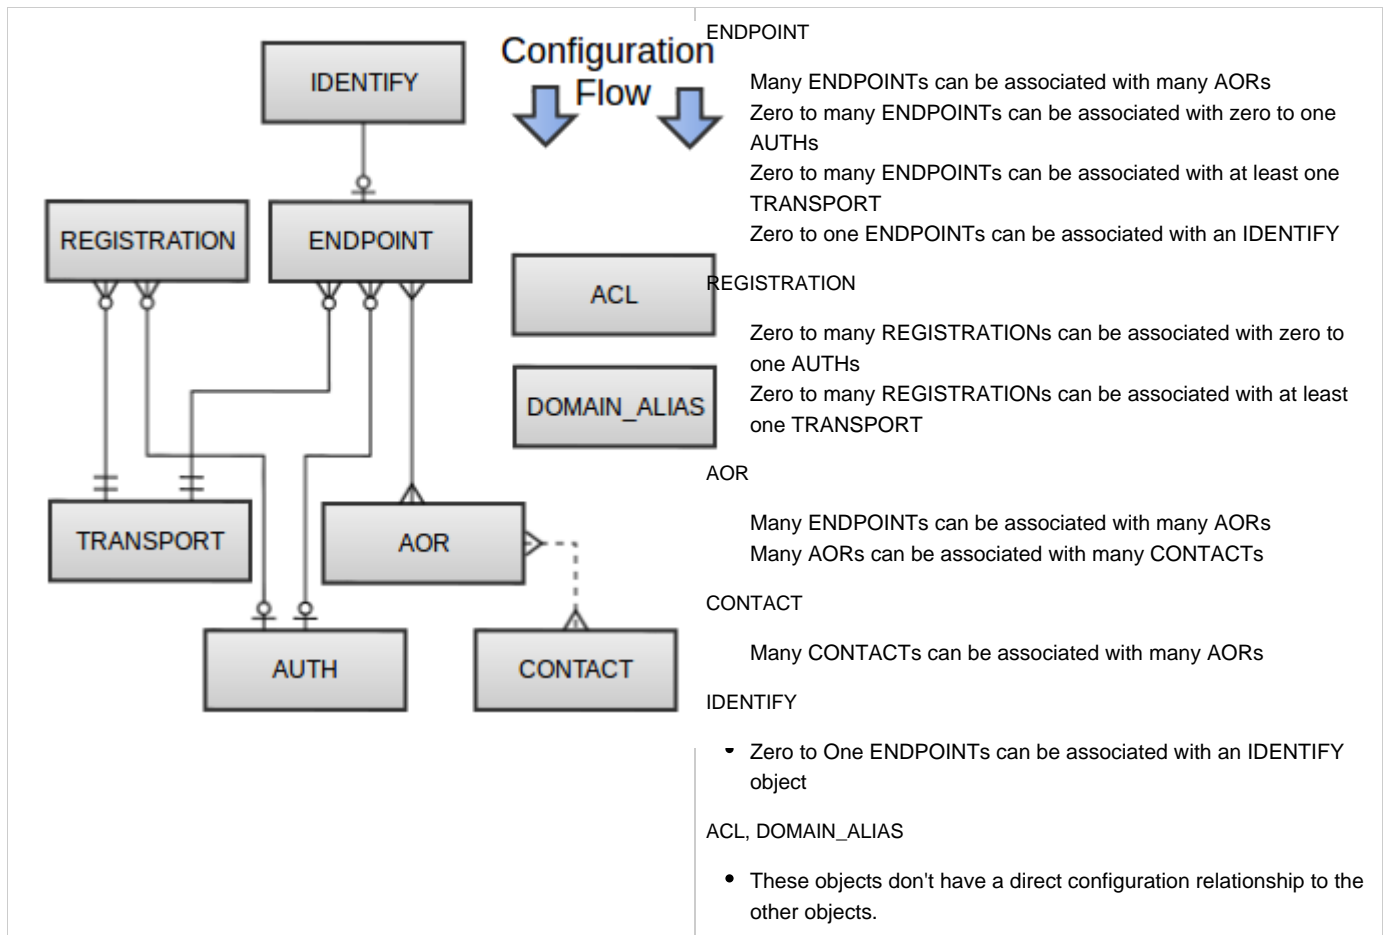 Configuration
Flow
IDENTIFY
REGISTRATION
ENDPOINT
ACL
DOMAIN_ALIAS
TRANSPORT
AOR
AUTH
CONTACT
ENDPOINT
Many ENDPOINTs can be associated with many AORs
Zero to many ENDPOINTs can be associated with zero to one
AUTHs
Zero to many ENDPOINTs can be associated with at least one
TRANSPORT
Zero to one ENDPOINTs can be associated with an IDENTIFY
REGISTRATION
Zero to many REGISTRATIONs can be associated with zero to
one AUTHs
Zero to many REGISTRATIONs can be associated with at least
one TRANSPORT
AOR
Many ENDPOINTs can be associated with many AORs
Many AORs can be associated with many CONTACTs
CONTACT
Many CONTACTs can be associated with many AORs
IDENTIFY
• Zero to One ENDPOINTs can be associated with an IDENTIFY
object
ACL, DOMAIN_ALIAS
• These objects don't have a direct configuration relationship to the
other objects.